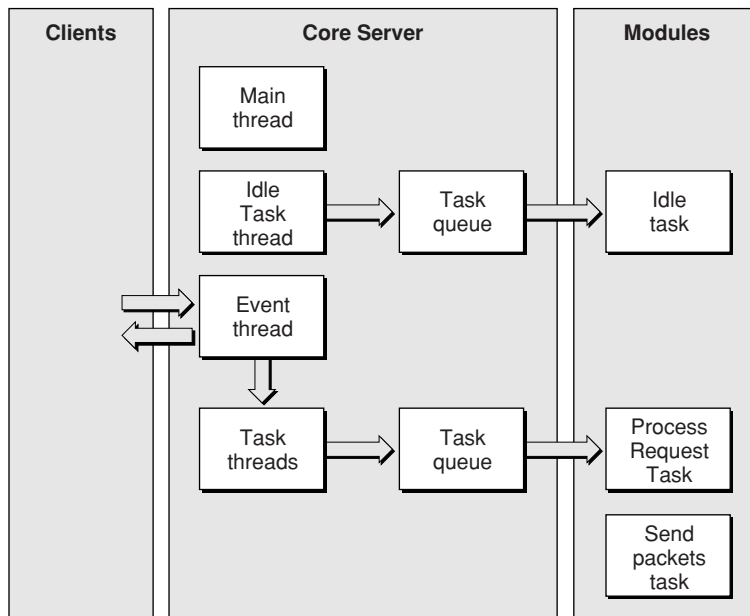 Clients
Core Server
Modules
Main
thread
Idle
Task
thread
Task
queue
Idle
task
Event
thread
Task
threads
Task
queue
Process
Request
Task
Send
packets
task